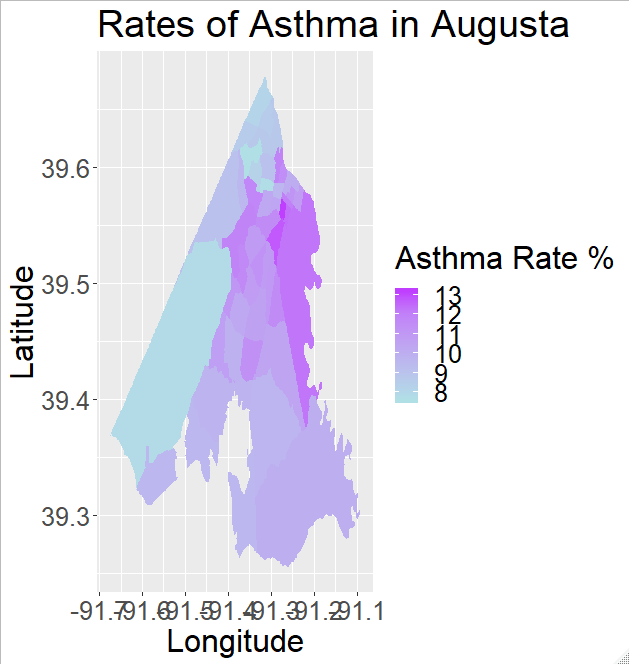 Rates of Asthma in Augusta
39.6
39.5
39.4
39.3
Latitude
-91.7-91.6-91.5-91.4-91.3-91.2-91.1
Longitude
Asthma Rate %
13
12
11
10
9
8